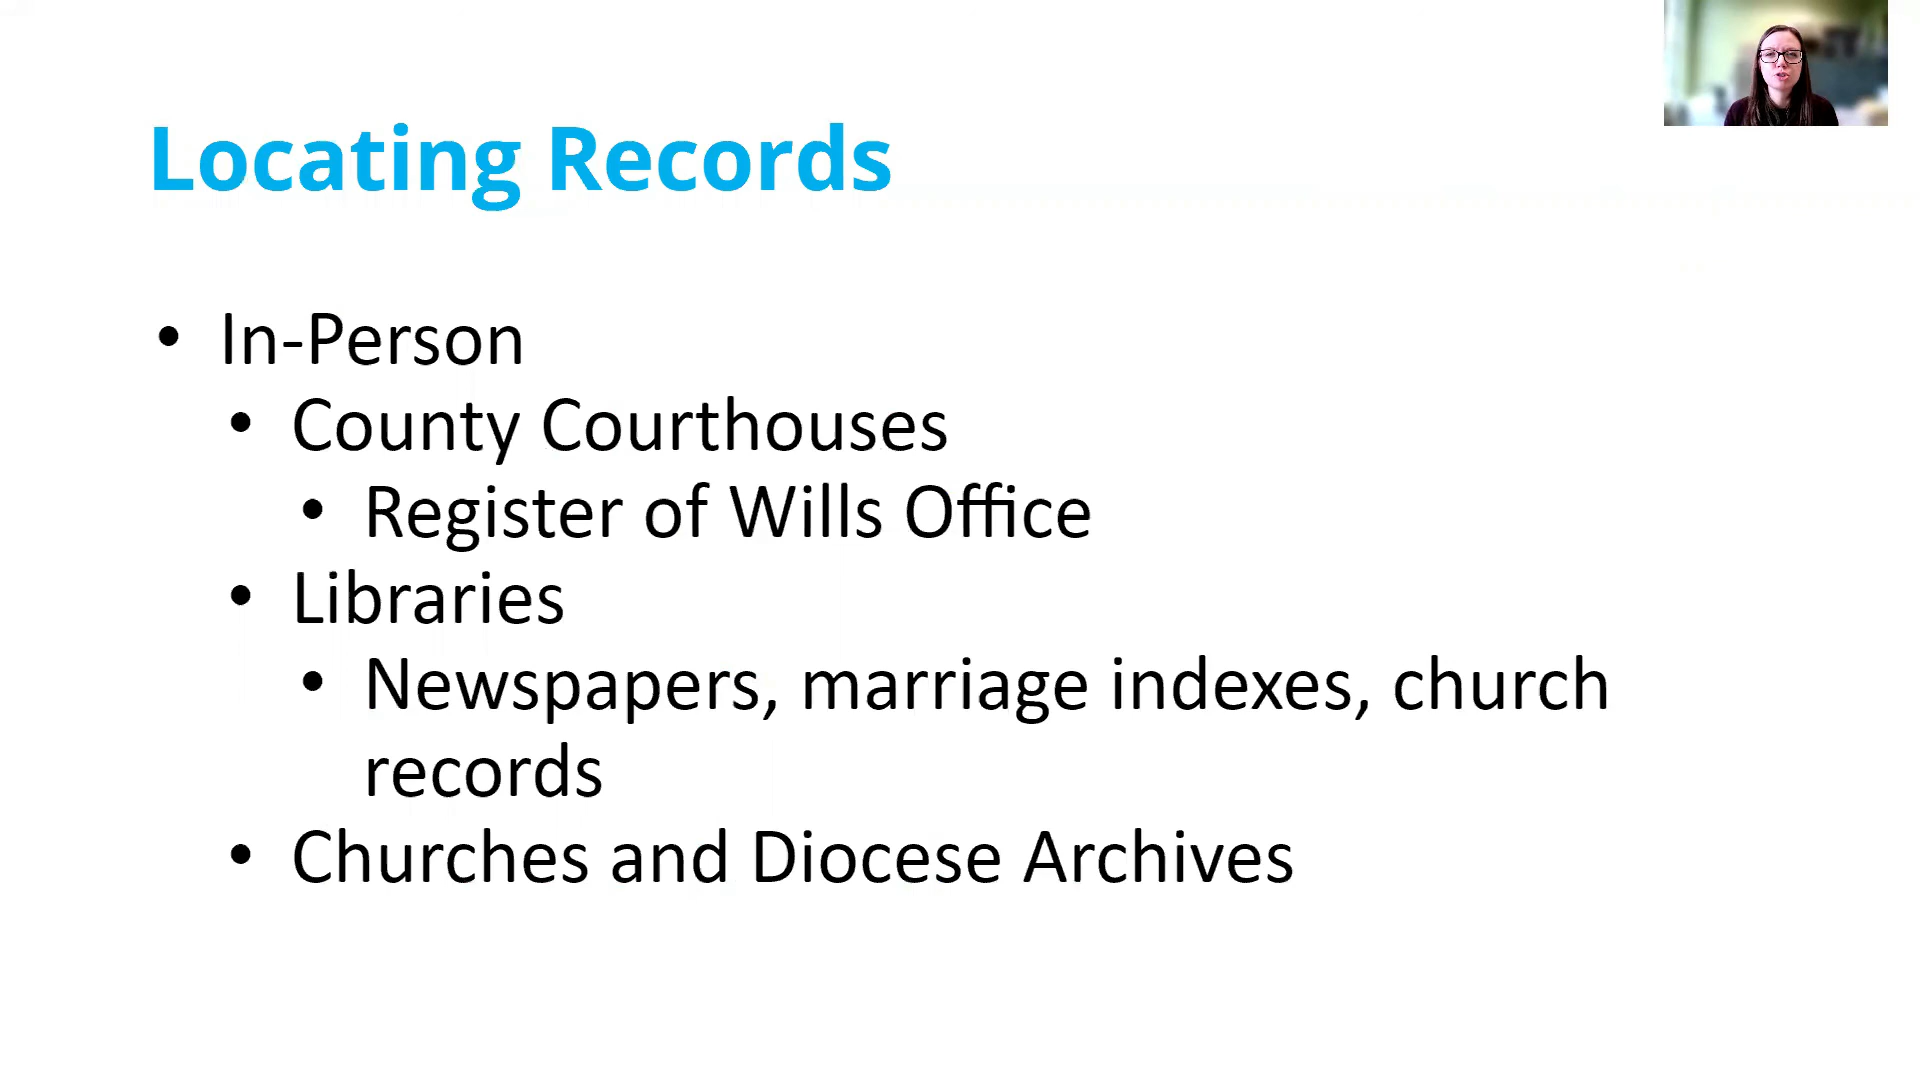 Locating Records
• In-Person
• County Courthouses
• Register of Wills Office
• Libraries
• Newspapers, marriage indexes, church
records
• Churches and Diocese Archives